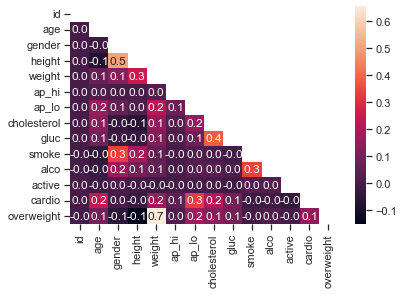 id
age 0.0
gender 0.0 -0.0
height 0.0 -0.1 0.5
weight 0.0 0.1 0.1 0.3
ap_hi 0.0 0.0 0.0 0.0 0.0
ap_lo 0.0 0.2 0.1 0.0 0.2 0.1
cholesterol 0.0 0.1 -0.0 -0.1 0.1 0.0 0.2
gluc 0.0 0.1 -0.0 -0.0 0.1 0.0 0.1 0.4
smoke -0.0 -0.0 0.3 0.2 0.1 -0.0 0.0 0.0 -0.0
alco 0.0 -0.0 0.2 0.1 0.1 0.0 0.0 0.0 0.0 0.3
active 0.0 -0.0 0.0 -0.0 -0.0 -0.0 -0.0 0.0 -0.0 0.0 0.0
cardio 0.0 0.2 0.0 -0.0 0.2 0.1 0.3 0.2 0.1 -0.0 -0.0 -0.0
overweight -0.0 0.1 -0.1 -0.1 0.7 0.0 0.2 0.1 0.1 -0.0 -0.0 -0.0 0.1
id age gender height weight ap_hi ap_lo cholesterol gluc smoke alco active cardio overweight
0.6
0.5
0.4
0.3
0.2
0.1
0.0
-0.1